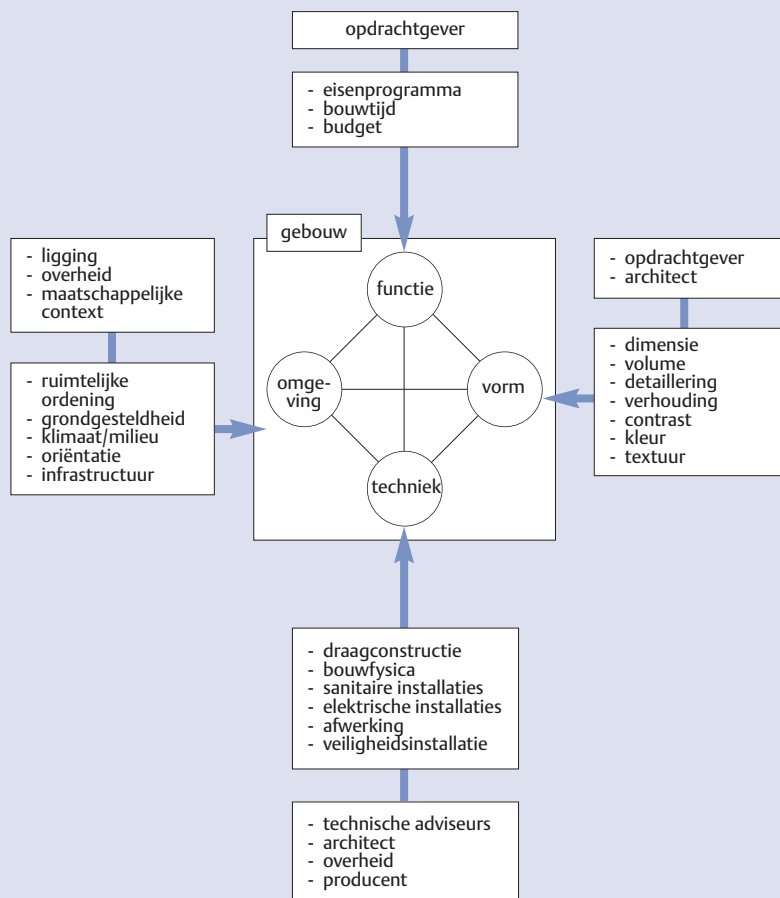 opdrachtgever
- eisenprogramma
- bouwtijd
- budget
gebouw
- ligging
- overheid
- maatschappelijke
context
- ruimtelijke
ordening
- grondgesteldheid
- klimaat/milieu
- oriëntatie
- infrastructuur
functie
omge-
ving
vorm
techniek
- opdrachtgever
- architect
- dimensie
- volume
- detaillering
- verhouding
- contrast
- kleur
- textuur
- draagconstructie
- bouwfysica
- sanitaire installaties
- elektrische installaties
- afwerking
- veiligheidsinstallatie
- technische adviseurs
- architect
- overheid
- producent